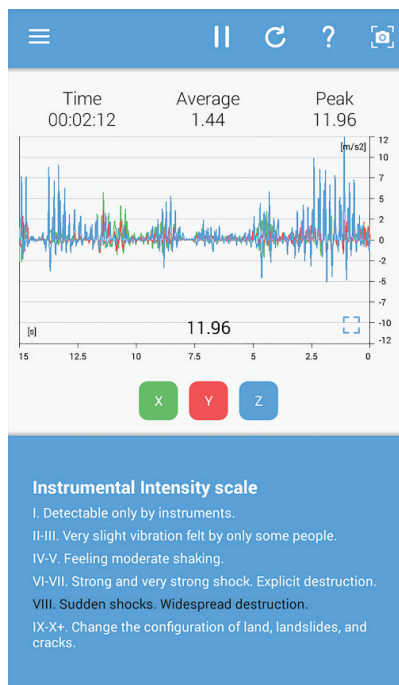 ?
Time Average Peak
00:02:12 1.44 11.96
[m/s2]
12
10
7
5
2
0
-2
-5
-7
-10
-12
[s] 11.96
15 12.5 10 7.5 5 2.5 0
X Y Z
Instrumental Intensity scale
I. Detectable only by instruments.
II-III. Very slight vibration felt by only some people.
IV-V. Feeling moderate shaking.
VI-VII. Strong and very strong shock. Explicit destruction.
VIII. Sudden shocks. Widespread destruction.
IX-X+. Change the configuration of land, landslides, and
cracks.